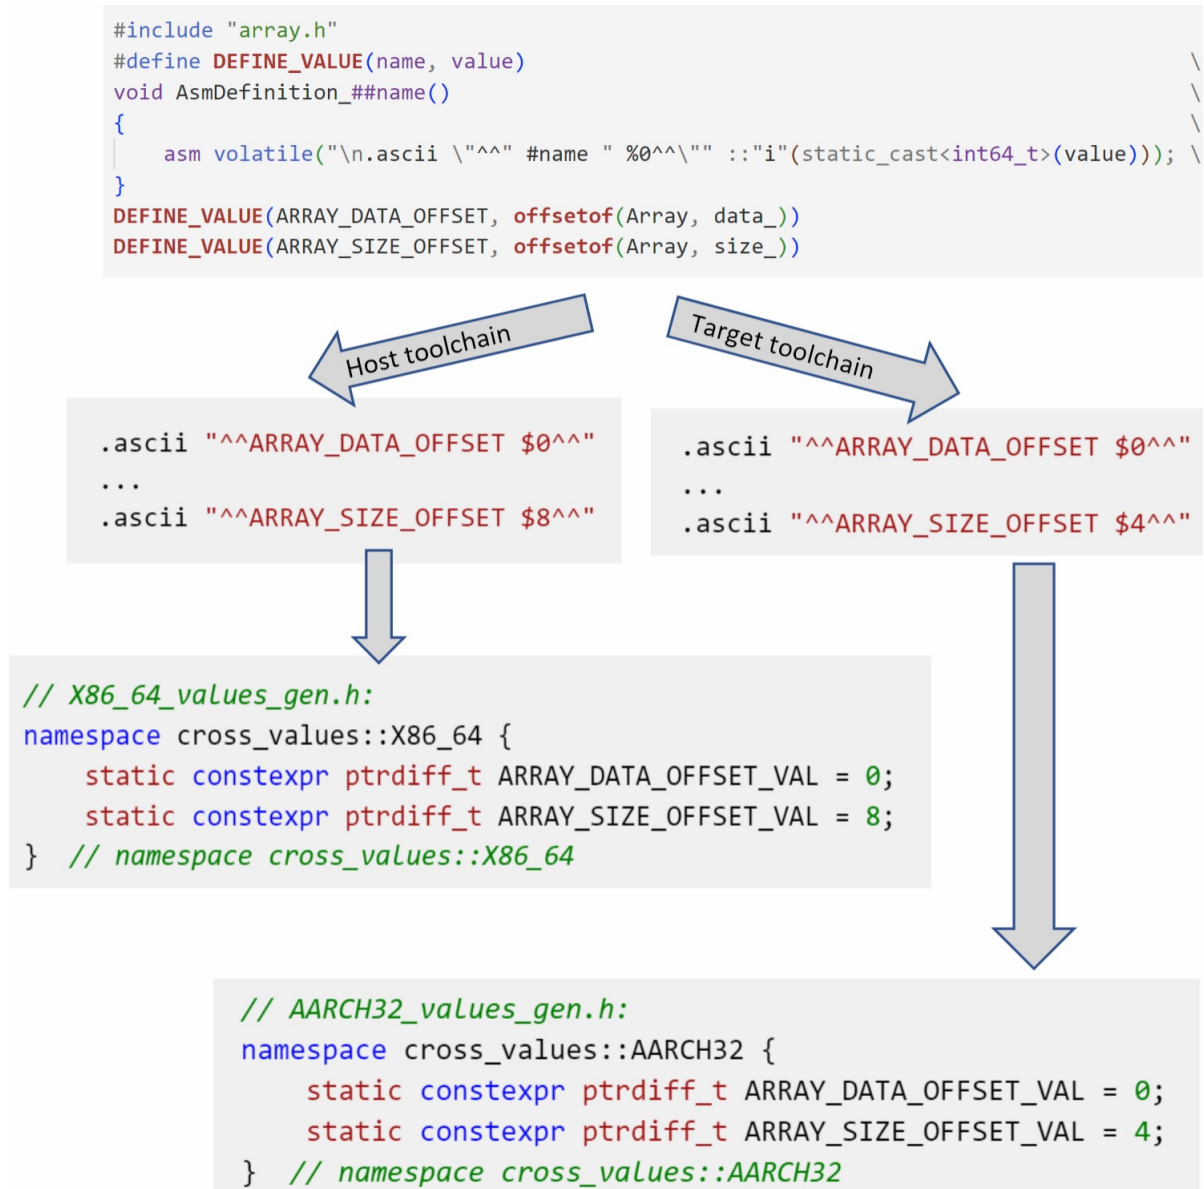 #include "array.h"
#define DEFINE_VALUE(name, value) \
void AsmDefinition_##name() \
{ \
    asm volatile("\n.ascii \"^^" #name " %0^^\"" ::"i"(static_cast<int64_t>(value))); \
}
DEFINE_VALUE(ARRAY_DATA_OFFSET, offsetof(Array, data_))
DEFINE_VALUE(ARRAY_SIZE_OFFSET, offsetof(Array, size_))
Host toolchain
Target toolchain
.ascii "^^ARRAY_DATA_OFFSET $0^^"
...
.ascii "^^ARRAY_SIZE_OFFSET $8^^"
.ascii "^^ARRAY_DATA_OFFSET $0^^"
...
.ascii "^^ARRAY_SIZE_OFFSET $4^^"
// X86_64_values_gen.h:
namespace cross_values::X86_64 {
    static constexpr ptrdiff_t ARRAY_DATA_OFFSET_VAL = 0;
    static constexpr ptrdiff_t ARRAY_SIZE_OFFSET_VAL = 8;
}  // namespace cross_values::X86_64
// AARCH32_values_gen.h:
namespace cross_values::AARCH32 {
    static constexpr ptrdiff_t ARRAY_DATA_OFFSET_VAL = 0;
    static constexpr ptrdiff_t ARRAY_SIZE_OFFSET_VAL = 4;
}  // namespace cross_values::AARCH32